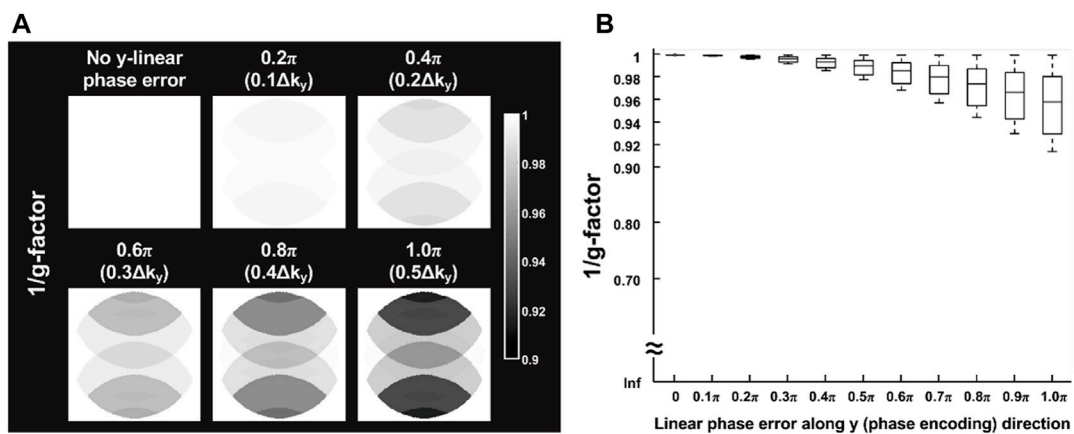 A
No y-linear
phase error
0.2π
(0.1Δky)
0.4π
(0.2Δky)
1
0.98
0.96
0.94
0.92
0.9
0.6π
(0.3Δky)
0.8π
(0.4Δky)
1.0π
(0.5Δky)
1/g-factor
B
1
0.98
0.96
0.94
0.92
0.90
0.80
0.70
≈
Inf
1/g-factor
0 0.1π 0.2π 0.3π 0.4π 0.5π 0.6π 0.7π 0.8π 0.9π 1.0π
Linear phase error along y (phase encoding) direction